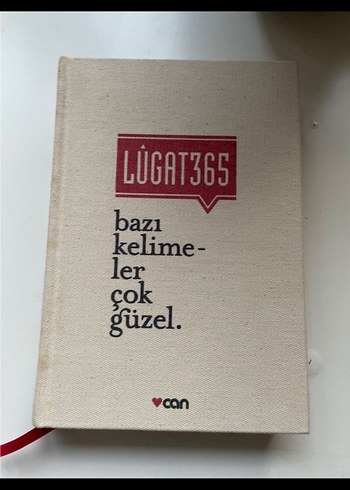 LÛGAT365
bazı
kelime-
ler
çok
güzel.
can